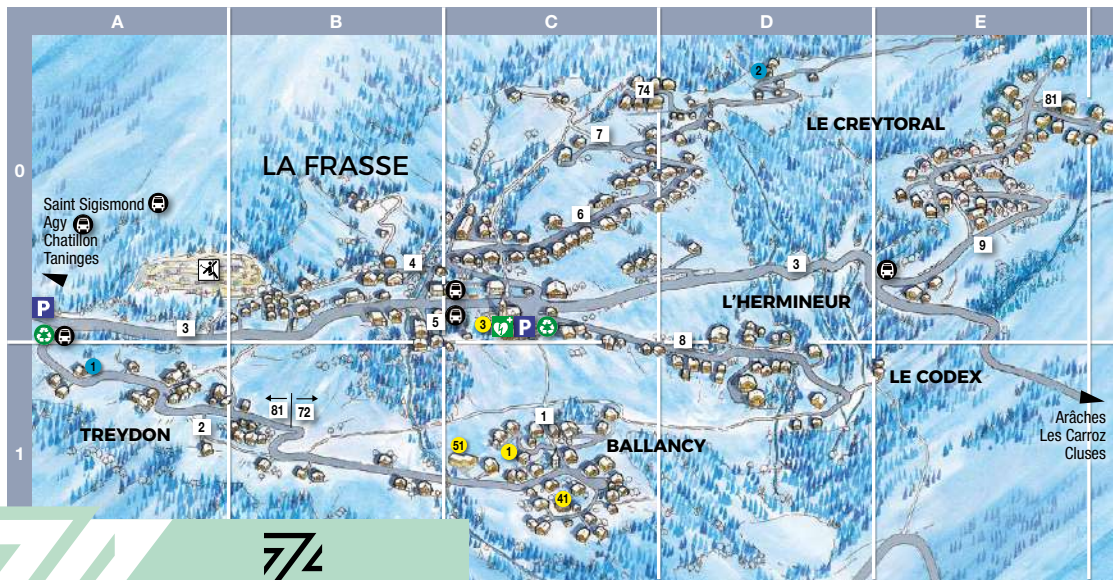 A
B
C
D
E
0
1
2
74
81
LE CREYTORAL
7
LA FRASSE
Saint Sigismond
Agy
Chatillon
Taninges
6
9
4
3
P
L'HERMINEUR
3
5
3
P
8
1
LE CODEX
81
72
1
Arâches
Les Carroz
Cluses
2
TREYDON
51
1
BALLANCY
41